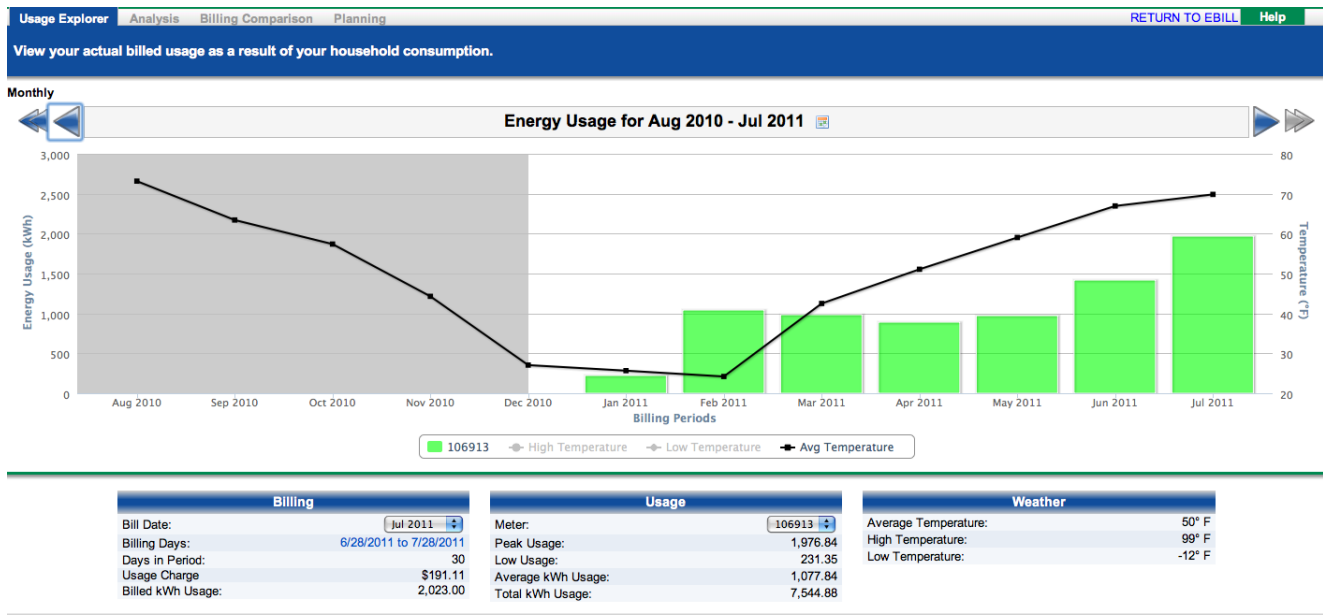 Usage Explorer Analysis Billing Comparison Planning RETURN TO EBILL Help
View your actual billed usage as a result of your household consumption.
Monthly
Energy Usage for Aug 2010 - Jul 2011
3,000 80
2,500 70
2,000 60
1,500 50
1,000 40
500 30
0 20
Energy Usage (kWh)
Temperature (°F)
Aug 2010 Sep 2010 Oct 2010 Nov 2010 Dec 2010 Jan 2011 Feb 2011 Mar 2011 Apr 2011 May 2011 Jun 2011 Jul 2011
Billing Periods
106913 High Temperature Low Temperature Avg Temperature
Billing
Bill Date: Jul 2011
Billing Days: 6/28/2011 to 7/28/2011
Days in Period: 30
Usage Charge $191.11
Billed kWh Usage: 2,023.00
Usage
Meter: 106913
Peak Usage: 1,976.84
Low Usage: 231.35
Average kWh Usage: 1,077.84
Total kWh Usage: 7,544.88
Weather
Average Temperature: 50° F
High Temperature: 99° F
Low Temperature: -12° F